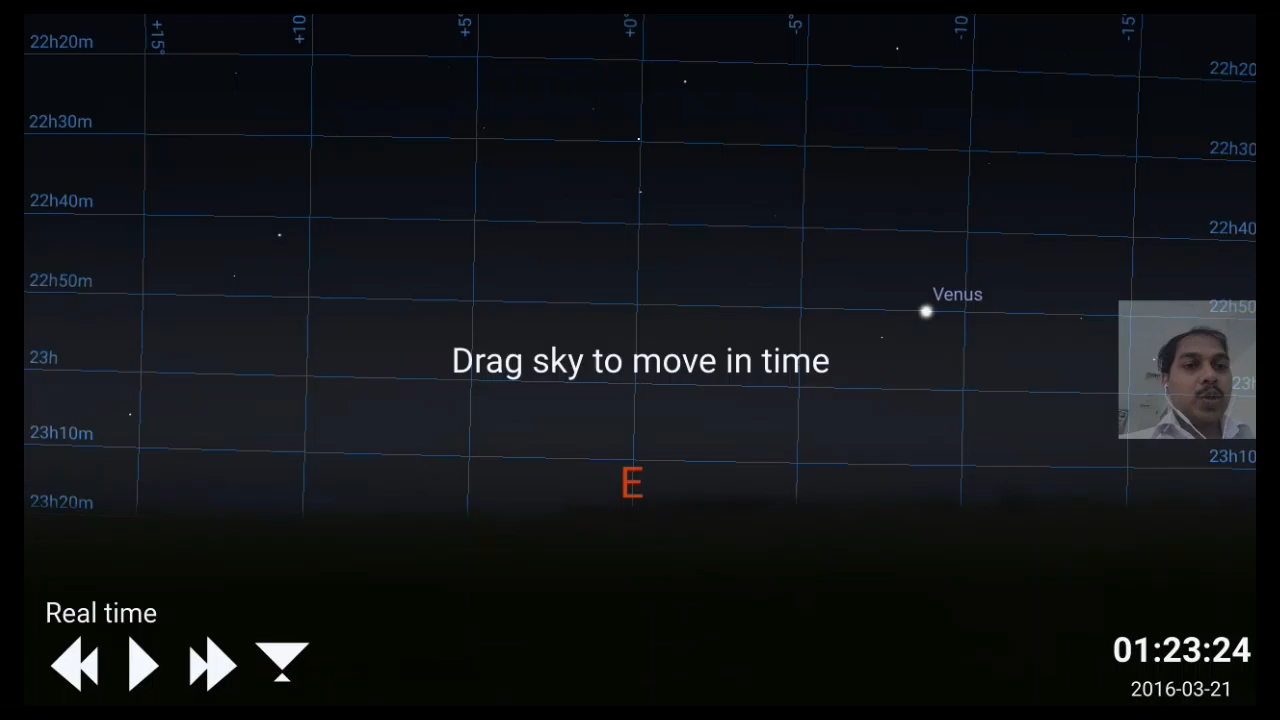 +15°
+10
+5°
+0°
-5°
-10
-15°
22h20m
22h20
22h30m
22h30
22h40m
22h40
22h50m
Venus
22h50
23h
Drag sky to move in time
23h
23h10m
23h10
E
23h20m
Real time
01:23:24
2016-03-21